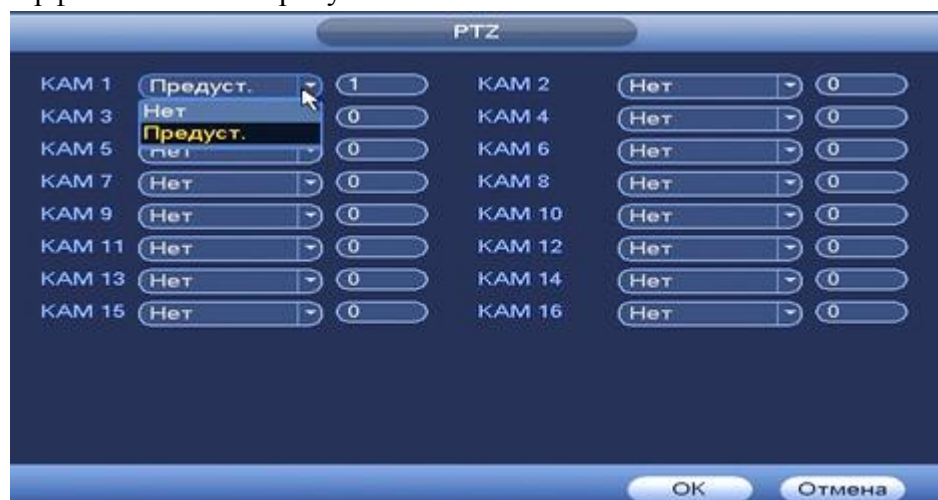 PTZ
КАМ 1 Предуст. 1 КАМ 2 Нет 0
КАМ 3 Нет 0 КАМ 4 Нет 0
Предуст.
КАМ 5 Нет 0 КАМ 6 Нет 0
КАМ 7 Нет 0 КАМ 8 Нет 0
КАМ 9 Нет 0 КАМ 10 Нет 0
КАМ 11 Нет 0 КАМ 12 Нет 0
КАМ 13 Нет 0 КАМ 14 Нет 0
КАМ 15 Нет 0 КАМ 16 Нет 0
ОК Отмена